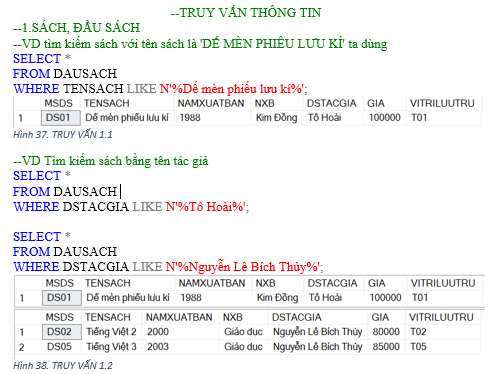 --TRUY VẤN THÔNG TIN
--1.SÁCH, ĐẦU SÁCH
--VD tìm kiếm sách với tên sách là 'DẾ MÈN PHIÊU LƯU KÍ' ta dùng
SELECT *
FROM DAUSACH
WHERE TENSACH LIKE N'%Dế mèn phiếu lưu kí%';
MSDS TENSACH NAMXUATBAN NXB DSTACGIA GIA VITRILUUTRU
1 DS01 Dế mèn phiếu lưu kí 1988 Kim Đồng Tô Hoài 100000 T01
Hình 37. TRUY VẤN 1.1
--VD Tìm kiếm sách bằng tên tác giả
SELECT *
FROM DAUSACH
WHERE DSTACGIA LIKE N'%Tô Hoài%';
SELECT *
FROM DAUSACH
WHERE DSTACGIA LIKE N'%Nguyễn Lê Bích Thủy%';
MSDS TENSACH NAMXUATBAN NXB DSTACGIA GIA VITRILUUTRU
1 DS01 Dế mèn phiếu lưu kí 1988 Kim Đồng Tô Hoài 100000 T01
MSDS TENSACH NAMXUATBAN NXB DSTACGIA GIA VITRILUUTRU
1 DS02 Tiếng Việt 2 2000 Giáo dục Nguyễn Lê Bích Thủy 80000 T02
2 DS05 Tiếng Việt 3 2003 Giáo dục Nguyễn Lê Bích Thủy 85000 T05
Hình 38. TRUY VẤN 1.2